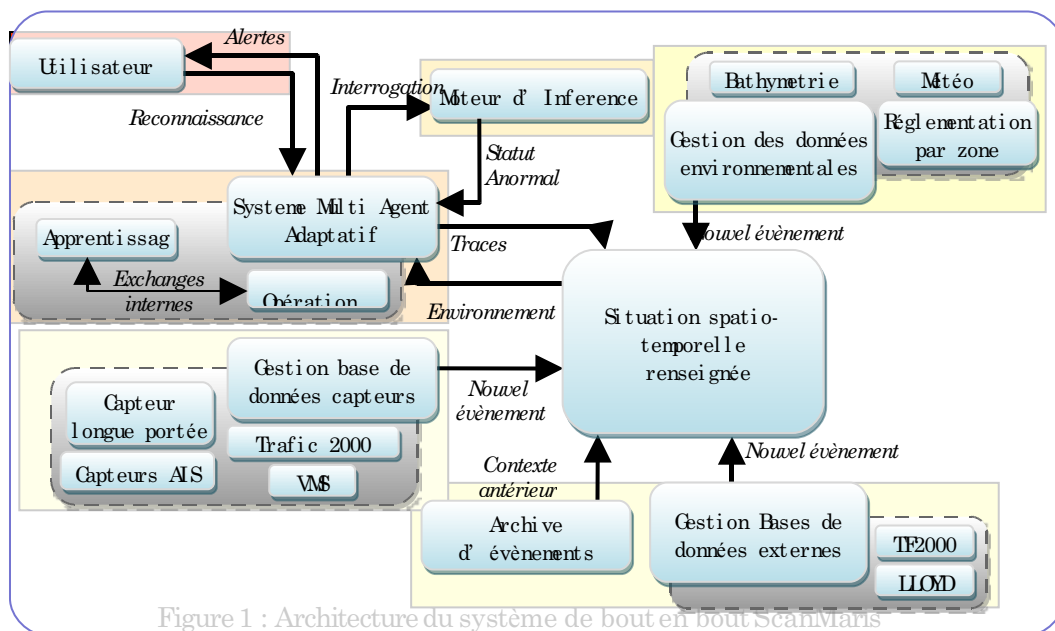 Alertes
Utilisateur
Reconnaissance
Interrogation
Moteur d'Inference
Statut
Anormal
Bathymetrie
Météo
Gestion des données
environnementales
Réglementation
par zone
Nouvel évènement
Systeme Multi Agent
Adaptatif
Apprentissag
Exchanges
internes
Opération
Traces
Environnement
Situation spatio-
temporelle
renseignée
Gestion base de
données capteurs
Capteur
longue portée
Trafic 2000
Capteurs AIS
VMS
Nouvel
évènement
Contexte
antérieur
Nouvel évènement
Archive
d'évènements
Gestion Bases de
données externes
TF2000
LLOYD
Figure 1 : Architecture du système de bout en bout ScanMaris